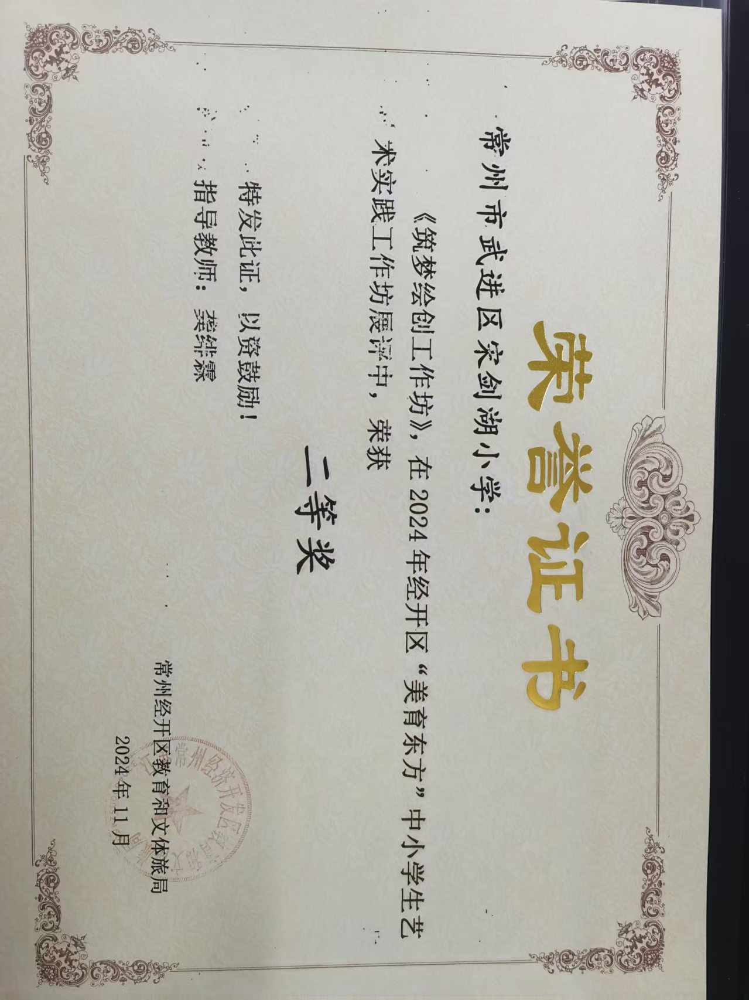 荣誉证书
常州市武进区宋剑湖小学：
《筑梦绘创工作坊》，在2024年经开区“美育东方”中小学生艺
术实践工作坊展评中，荣获
二等奖
特发此证，以资鼓励！
指导教师：龚绯霖
常州经开区教育和文体旅局
2024年11月